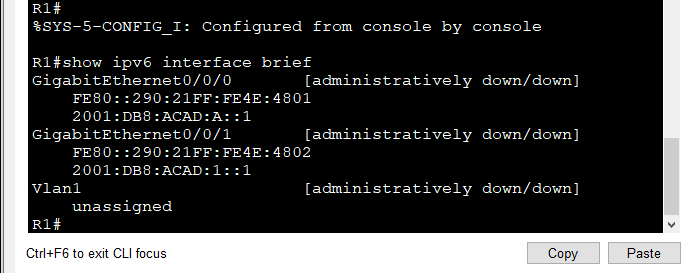 R1#
%SYS-5-CONFIG_I: Configured from console by console
R1#show ipv6 interface brief
GigabitEthernet0/0/0 [administratively down/down]
FE80::290:21FF:FE4E:4801
2001:DB8:ACAD:A::1
GigabitEthernet0/0/1 [administratively down/down]
FE80::290:21FF:FE4E:4802
2001:DB8:ACAD:1::1
Vlan1 [administratively down/down]
unassigned
R1#
Ctrl+F6 to exit CLI focus
Copy Paste